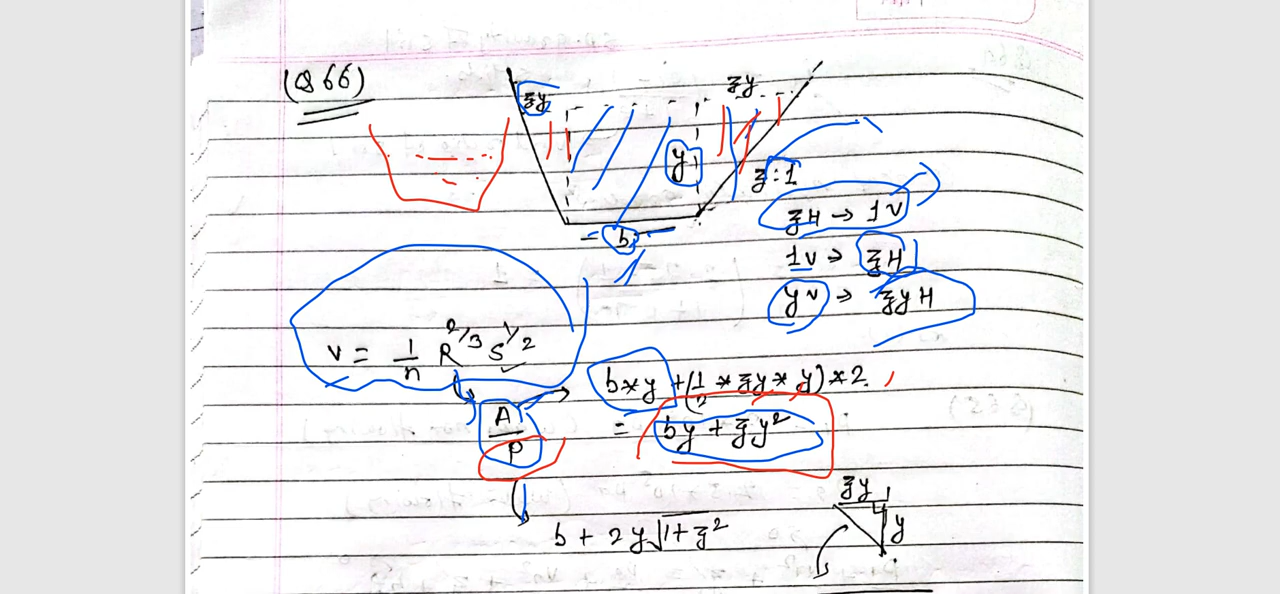 (Q 66)
zy zy
y
z:1
zH → 1V
b
1V → zH
yV → zyH
V = 1/n R^2/3 S^1/2
b*y + (1/2 * zy * y) * 2
A/P = by + zy²
zy
y
b + 2y√1+z²